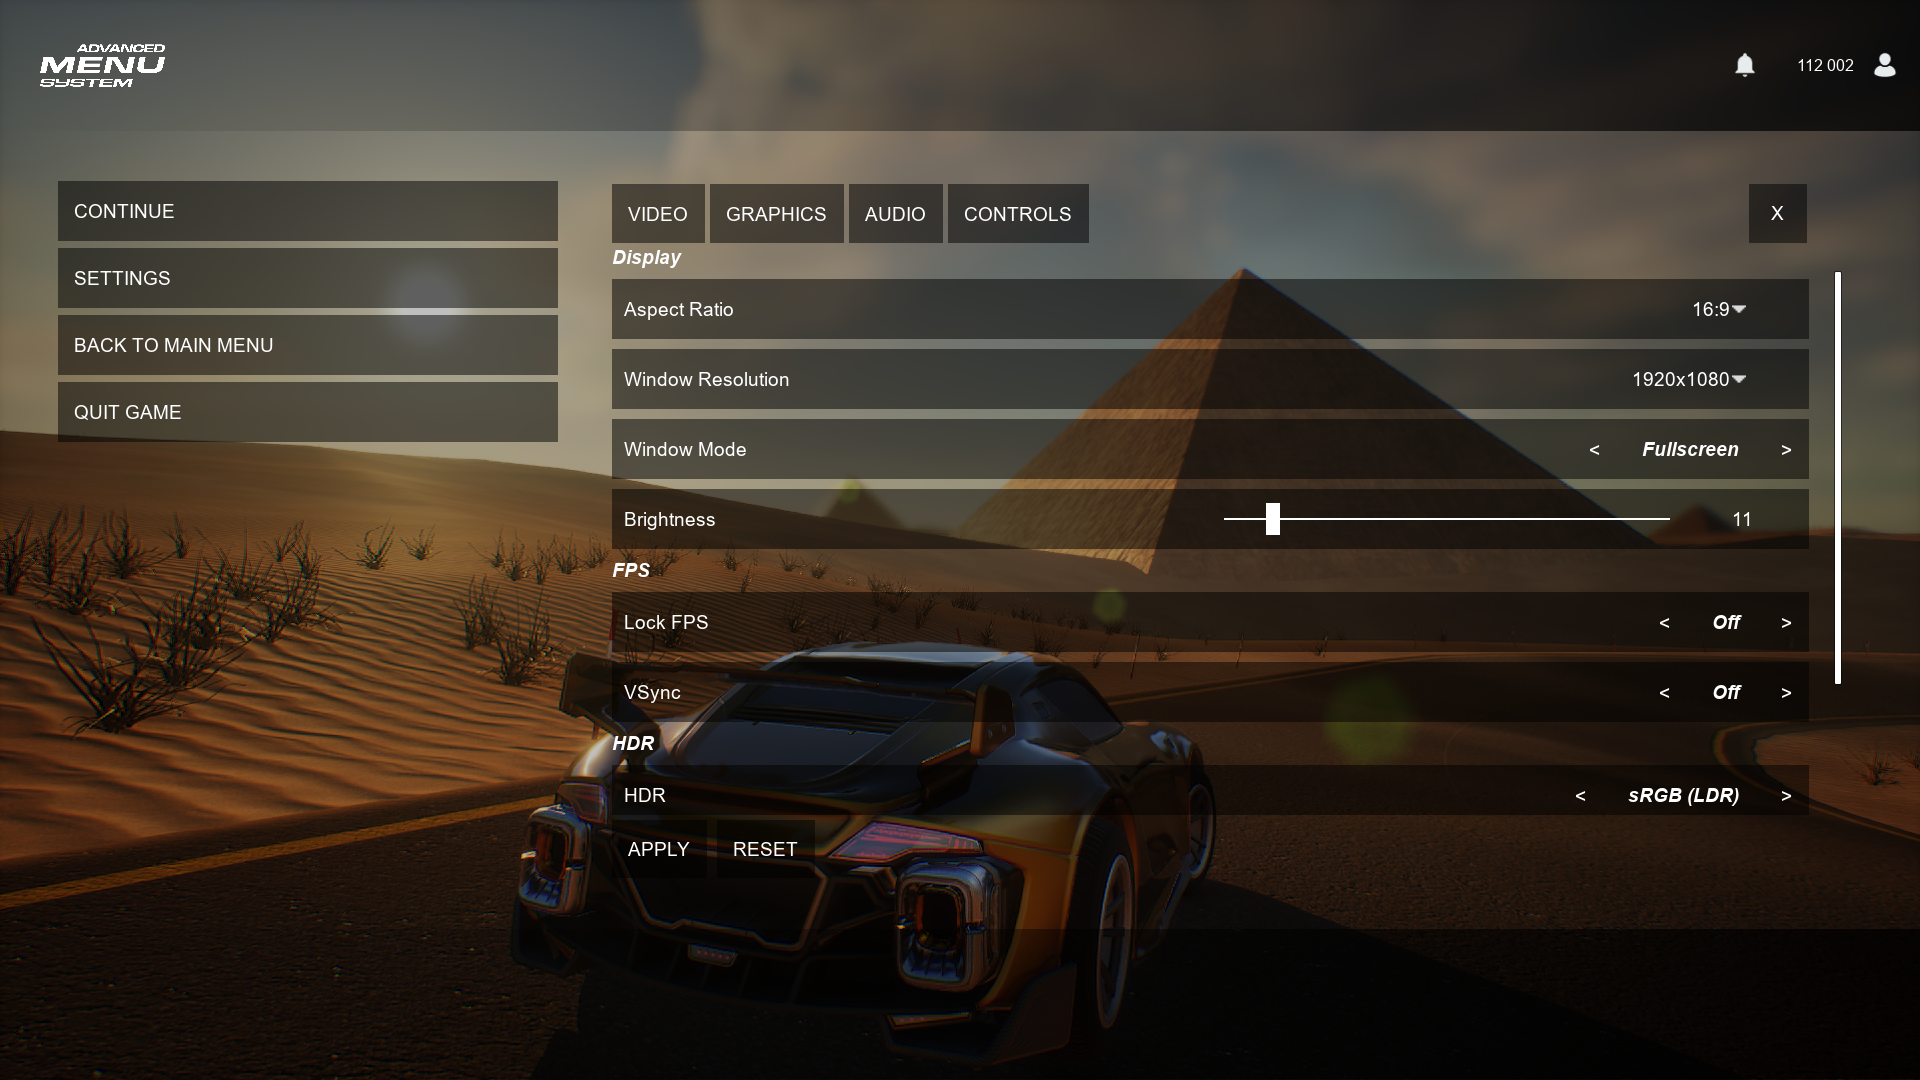 ADVANCED
MENU
SYSTEM
112 002
CONTINUE
SETTINGS
BACK TO MAIN MENU
QUIT GAME
VIDEO
GRAPHICS
AUDIO
CONTROLS
X
Display
Aspect Ratio
16:9
Window Resolution
1920x1080
Window Mode
< Fullscreen >
Brightness
11
FPS
Lock FPS
< Off >
VSync
< Off >
HDR
HDR
< sRGB (LDR) >
APPLY
RESET